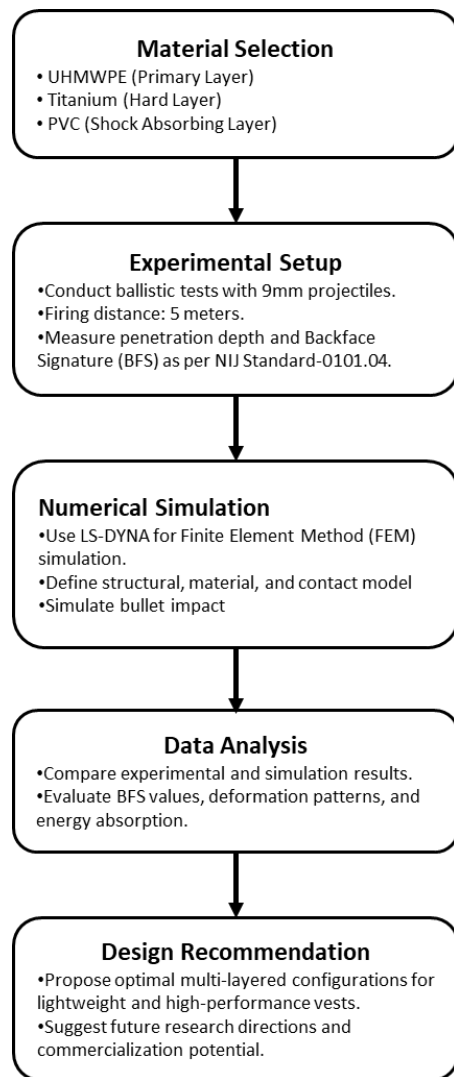 Material Selection
• UHMWPE (Primary Layer)
• Titanium (Hard Layer)
• PVC (Shock Absorbing Layer)
Experimental Setup
•Conduct ballistic tests with 9mm projectiles.
•Firing distance: 5 meters.
•Measure penetration depth and Backface
Signature (BFS) as per NIJ Standard-0101.04.
Numerical Simulation
•Use LS-DYNA for Finite Element Method (FEM)
simulation.
•Define structural, material, and contact model
•Simulate bullet impact
Data Analysis
•Compare experimental and simulation results.
•Evaluate BFS values, deformation patterns, and
energy absorption.
Design Recommendation
•Propose optimal multi-layered configurations for
lightweight and high-performance vests.
•Suggest future research directions and
commercialization potential.